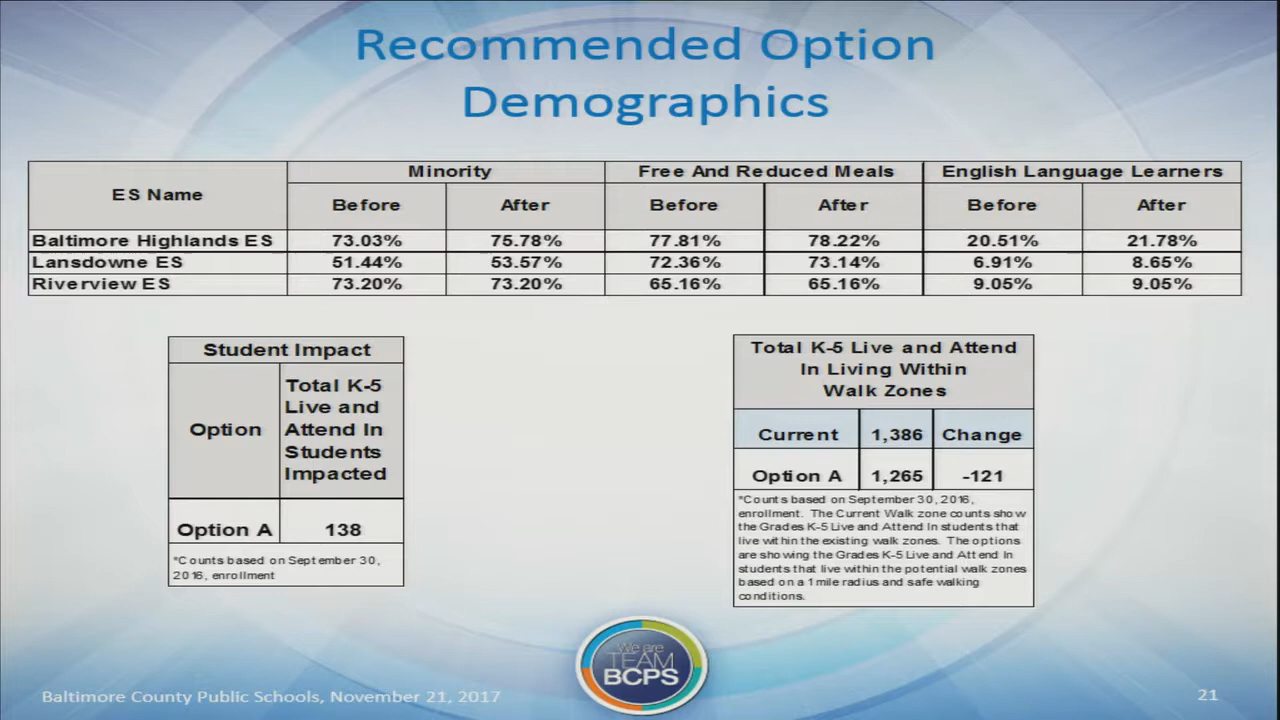 Recommended Option
Demographics
ES Name Minority Free And Reduced Meals English Language Learners
Before After Before After Before After
Baltimore Highlands ES 73.03% 75.78% 77.81% 78.22% 20.51% 21.78%
Lansdowne ES 51.44% 53.57% 72.36% 73.14% 6.91% 8.65%
Riverview ES 73.20% 73.20% 65.16% 65.16% 9.05% 9.05%
Student Impact
Option
Total K-5
Live and
Attend In
Students
Impacted
Option A 138
*Counts based on September 30,
2016, enrollment
Total K-5 Live and Attend
In Living Within
Walk Zones
Current 1,386 Change
Option A 1,265 -121
*Counts based on September 30, 2016,
enrollment. The Current Walk zone counts show
the Grades K-5 Live and Attend In students that
live within the existing walk zones. The options
are showing the Grades K-5 Live and Attend In
students that live within the potential walk zones
based on a 1 mile radius and safe walking
conditions.
We are
TEAM
BCPS
Baltimore County Public Schools, November 21, 2017
21